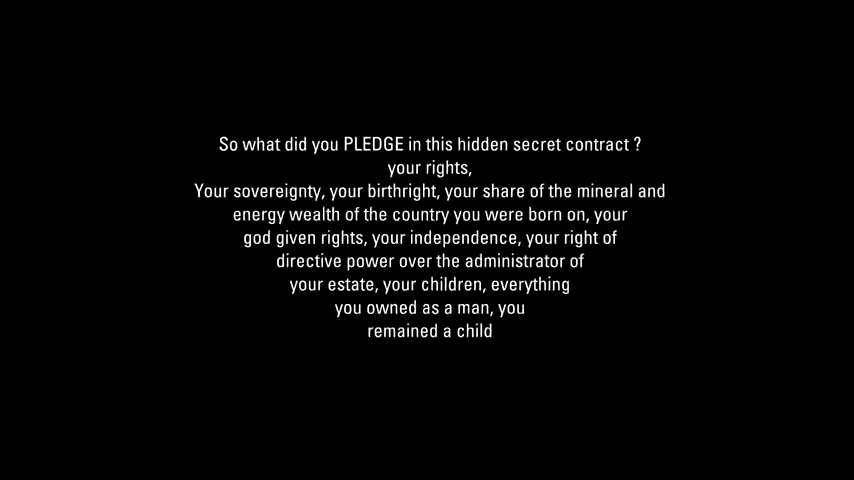 So what did you PLEDGE in this hidden secret contract ?
your rights,
Your sovereignty, your birthright, your share of the mineral and
energy wealth of the country you were born on, your
god given rights, your independence, your right of
directive power over the administrator of
your estate, your children, everything
you owned as a man, you
remained a child